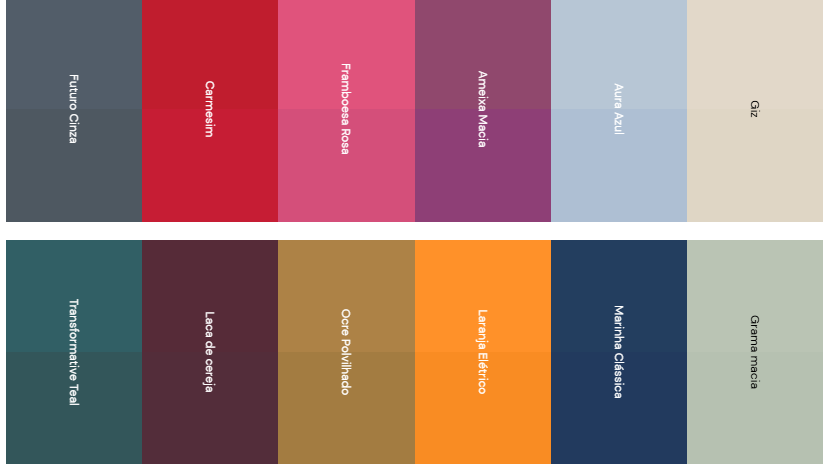 Futuro Cinza
Carmesim
Framboesa Rosa
Ameixa Macia
Aura Azul
Giz
Transformative Teal
Laca de cereja
Ocre Polvilhado
Laranja Elétrico
Marinha Clássica
Grama macia